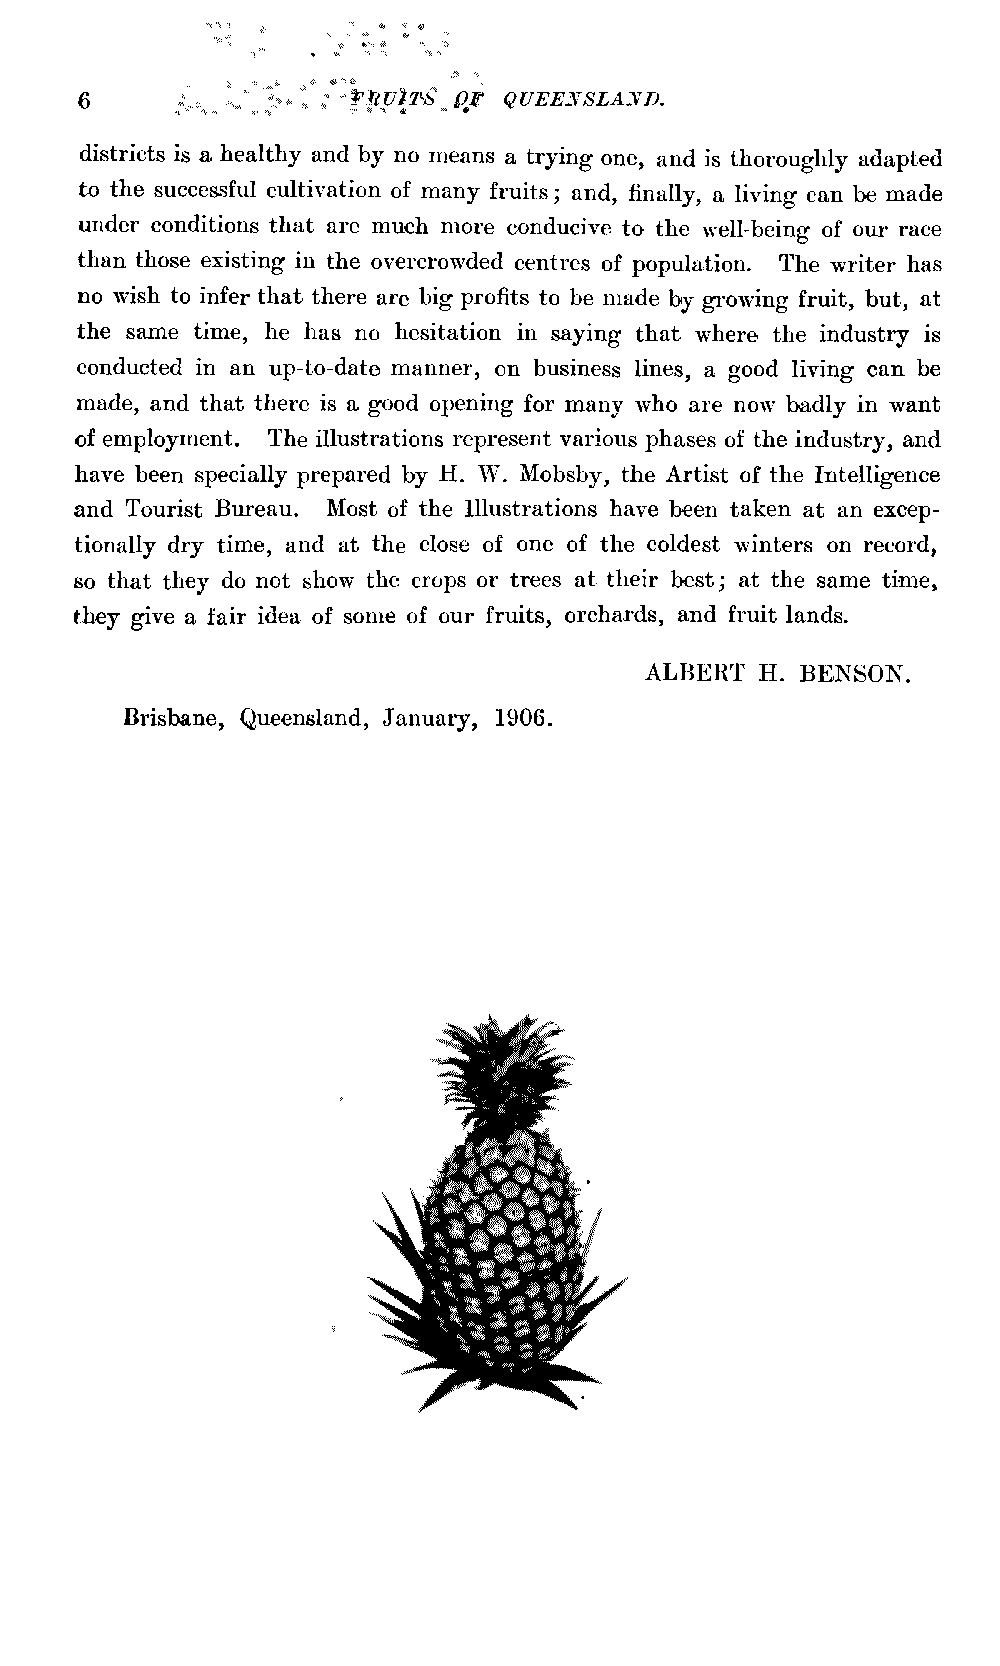 6 FRUITS OF QUEENSLAND.
districts is a healthy and by no means a trying one, and is thoroughly adapted
to the successful cultivation of many fruits; and, finally, a living can be made
under conditions that are much more conducive to the well-being of our race
than those existing in the overcrowded centres of population. The writer has
no wish to infer that there are big profits to be made by growing fruit, but, at
the same time, he has no hesitation in saying that where the industry is
conducted in an up-to-date manner, on business lines, a good living can be
made, and that there is a good opening for many who are now badly in want
of employment. The illustrations represent various phases of the industry, and
have been specially prepared by H. W. Mobsby, the Artist of the Intelligence
and Tourist Bureau. Most of the Illustrations have been taken at an excep-
tionally dry time, and at the close of one of the coldest winters on record,
so that they do not show the crops or trees at their best; at the same time,
they give a fair idea of some of our fruits, orchards, and fruit lands.
ALBERT H. BENSON.
Brisbane, Queensland, January, 1906.